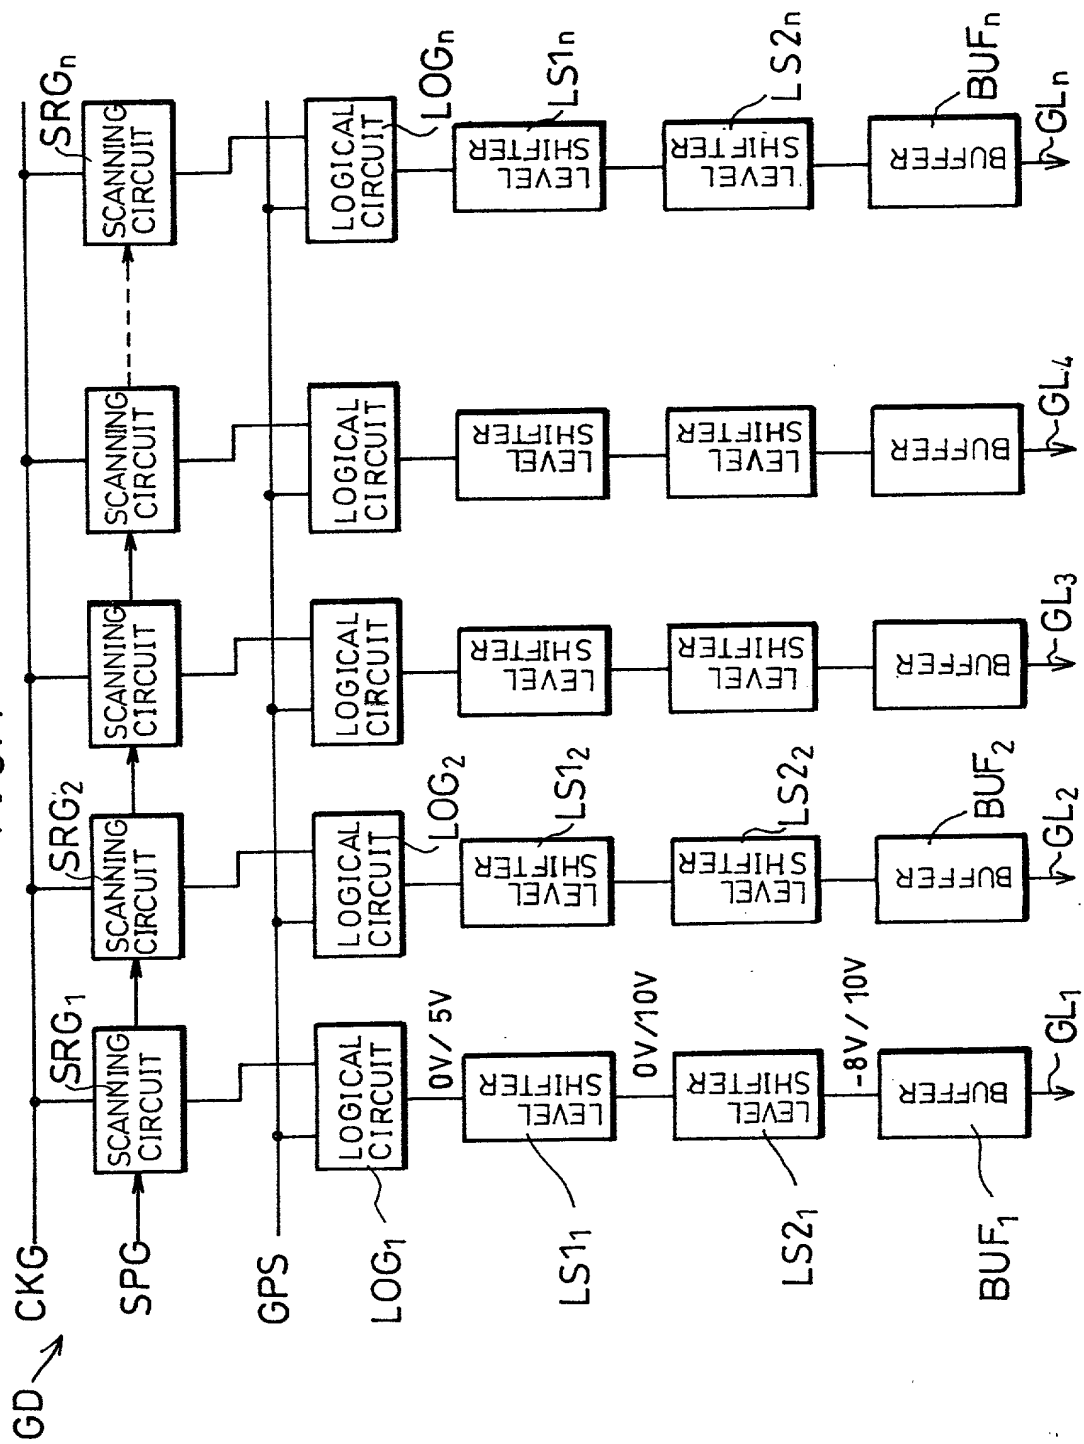 GD
CKG
SPG
GPS
SRG1
SRG2
SRGn
SCANNING
CIRCUIT
SCANNING
CIRCUIT
SCANNING
CIRCUIT
SCANNING
CIRCUIT
SCANNING
CIRCUIT
LOGICAL
CIRCUIT
LOGICAL
CIRCUIT
LOGICAL
CIRCUIT
LOGICAL
CIRCUIT
LOGICAL
CIRCUIT
LOG1
LOG2
LOGn
0V/5V
LEVEL
SHIFTER
LEVEL
SHIFTER
LEVEL
SHIFTER
LEVEL
SHIFTER
LEVEL
SHIFTER
LS11
LS12
LS1n
0V/10V
LEVEL
SHIFTER
LEVEL
SHIFTER
LEVEL
SHIFTER
LEVEL
SHIFTER
LEVEL
SHIFTER
LS21
LS22
LS2n
-8V/10V
BUFFER
BUFFER
BUFFER
BUFFER
BUFFER
BUF1
BUF2
BUFn
GL1
GL2
GL3
GL4
GLn